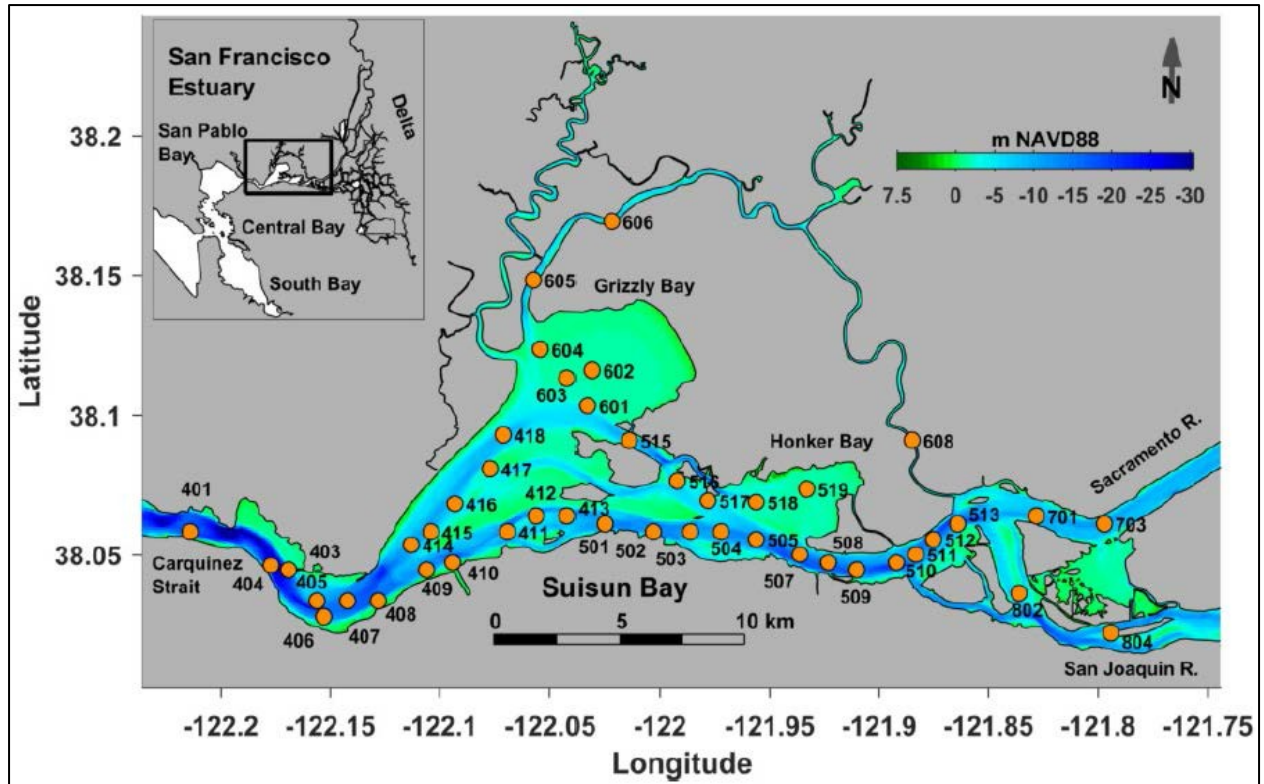 San Francisco
Estuary
San Pablo
Bay
Delta
Central Bay
South Bay
N
m NAVD88
7.5 0 -5 -10 -15 -20 -25 -30
Latitude
38.2
38.15
38.1
38.05
606
605
Grizzly Bay
604
602
603
601
418
515
Honker Bay
608
Sacramento R.
417
516
412
413
416
517
518
519
401
415
414
411
501
502
503
504
505
508
513
512
511
701
703
403
Carquinez
Strait
404
405
409
410
Suisun Bay
507
509
510
406
407
408
802
804
0 5 10 km
San Joaquin R.
-122.2 -122.15 -122.1 -122.05 -122 -121.95 -121.9 -121.85 -121.8 -121.75
Longitude